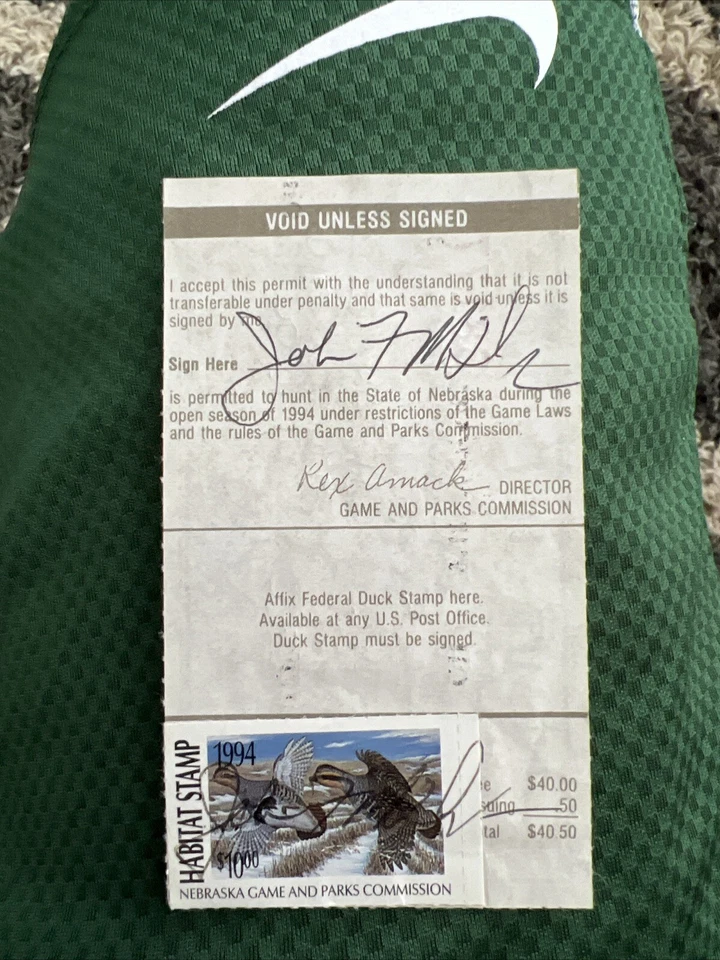 VOID UNLESS SIGNED
I accept this permit with the understanding that it is not
transferable under penalty and that same is void unless it is
signed by me
Sign Here John F
is permitted to hunt in the State of Nebraska during the
open season of 1994 under restrictions of the Game Laws
and the rules of the Game and Parks Commission.
Rex Amack DIRECTOR
GAME AND PARKS COMMISSION
Affix Federal Duck Stamp here.
Available at any U.S. Post Office.
Duck Stamp must be signed.
HABITAT STAMP
1994
$10.00
NEBRASKA GAME AND PARKS COMMISSION
e $40.00
suing .50
tal $40.50